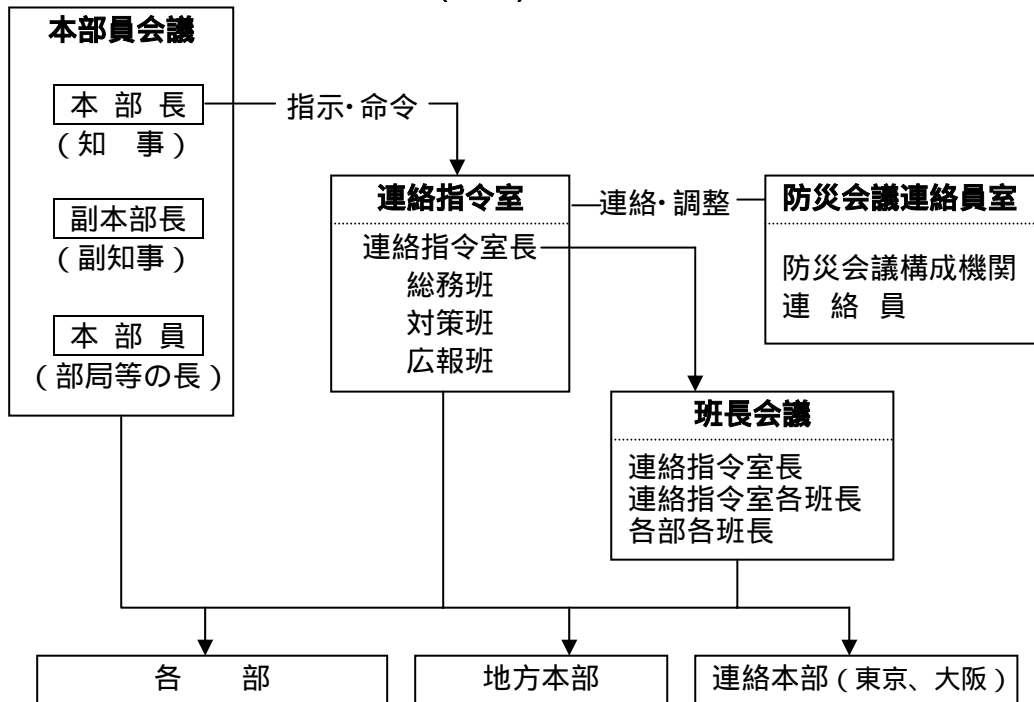 本部員会議
本 部 長
(知 事)
副本部長
(副知事)
本 部 員
(部局等の長)
指示・命令
連絡指令室
連絡指令室長
総務班
対策班
広報班
連絡・調整
防災会議連絡員室
防災会議構成機関
連 絡 員
班長会議
連絡指令室長
連絡指令室各班長
各部各班長
各 部
地方本部
連絡本部(東京、大阪)